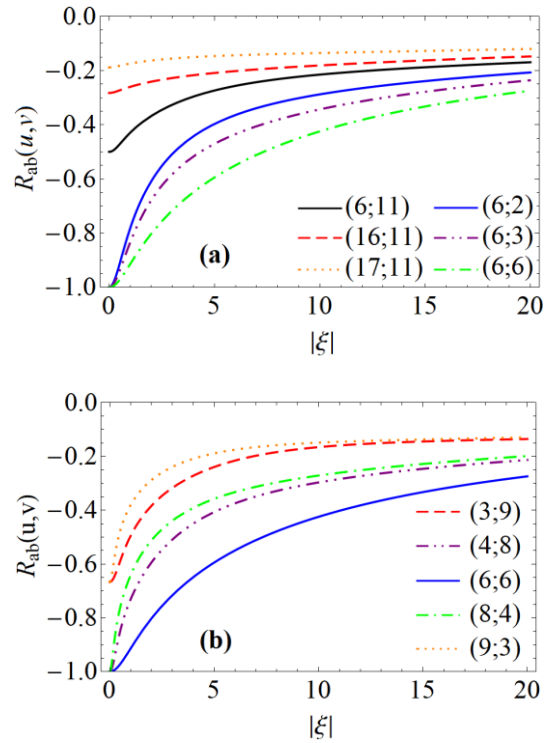 0.0
−0.2
−0.4
−0.6
−0.8
−1.0
R_ab(u,v)
(6;11) (6;2)
(16;11) (6;3)
(17;11) (6;6)
(a)
0 5 10 15 20
|ξ|
0.0
−0.2
−0.4
−0.6
−0.8
−1.0
R_ab(u,v)
(3;9)
(4;8)
(6;6)
(8;4)
(9;3)
(b)
0 5 10 15 20
|ξ|